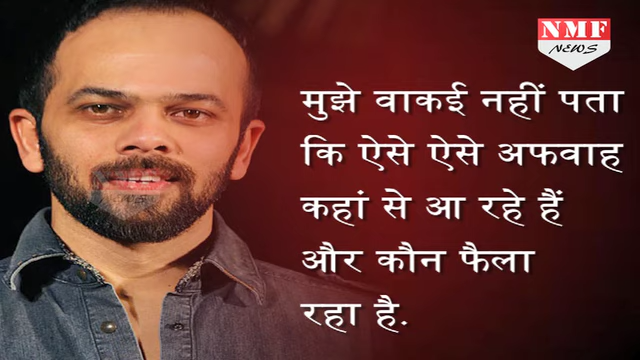 NMF
NEWS
मुझे वाकई नहीं पता
कि ऐसे ऐसे अफवाह
कहां से आ रहे हैं
और कौन फैला
रहा है.